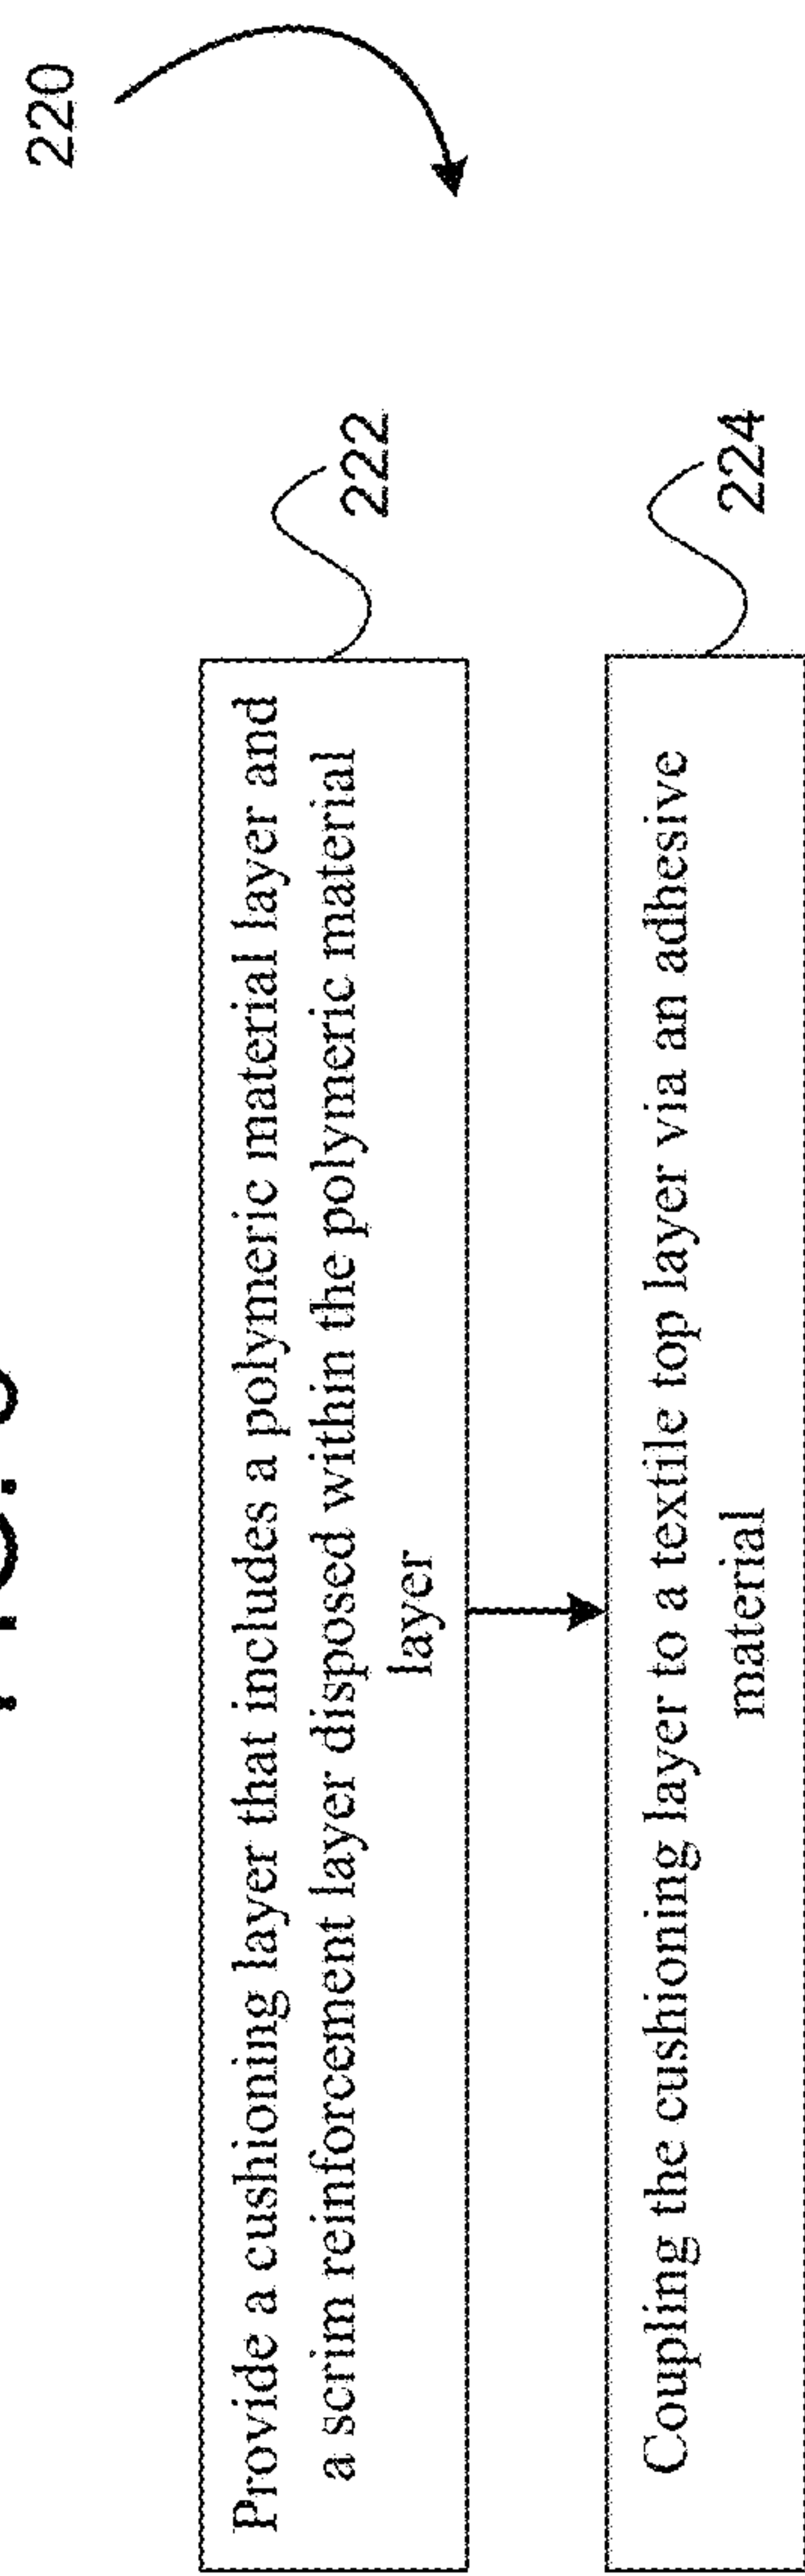 220
Provide a cushioning layer that includes a polymeric material layer and
a scrim reinforcement layer disposed within the polymeric material
layer
222
Coupling the cushioning layer to a textile top layer via an adhesive
material
224